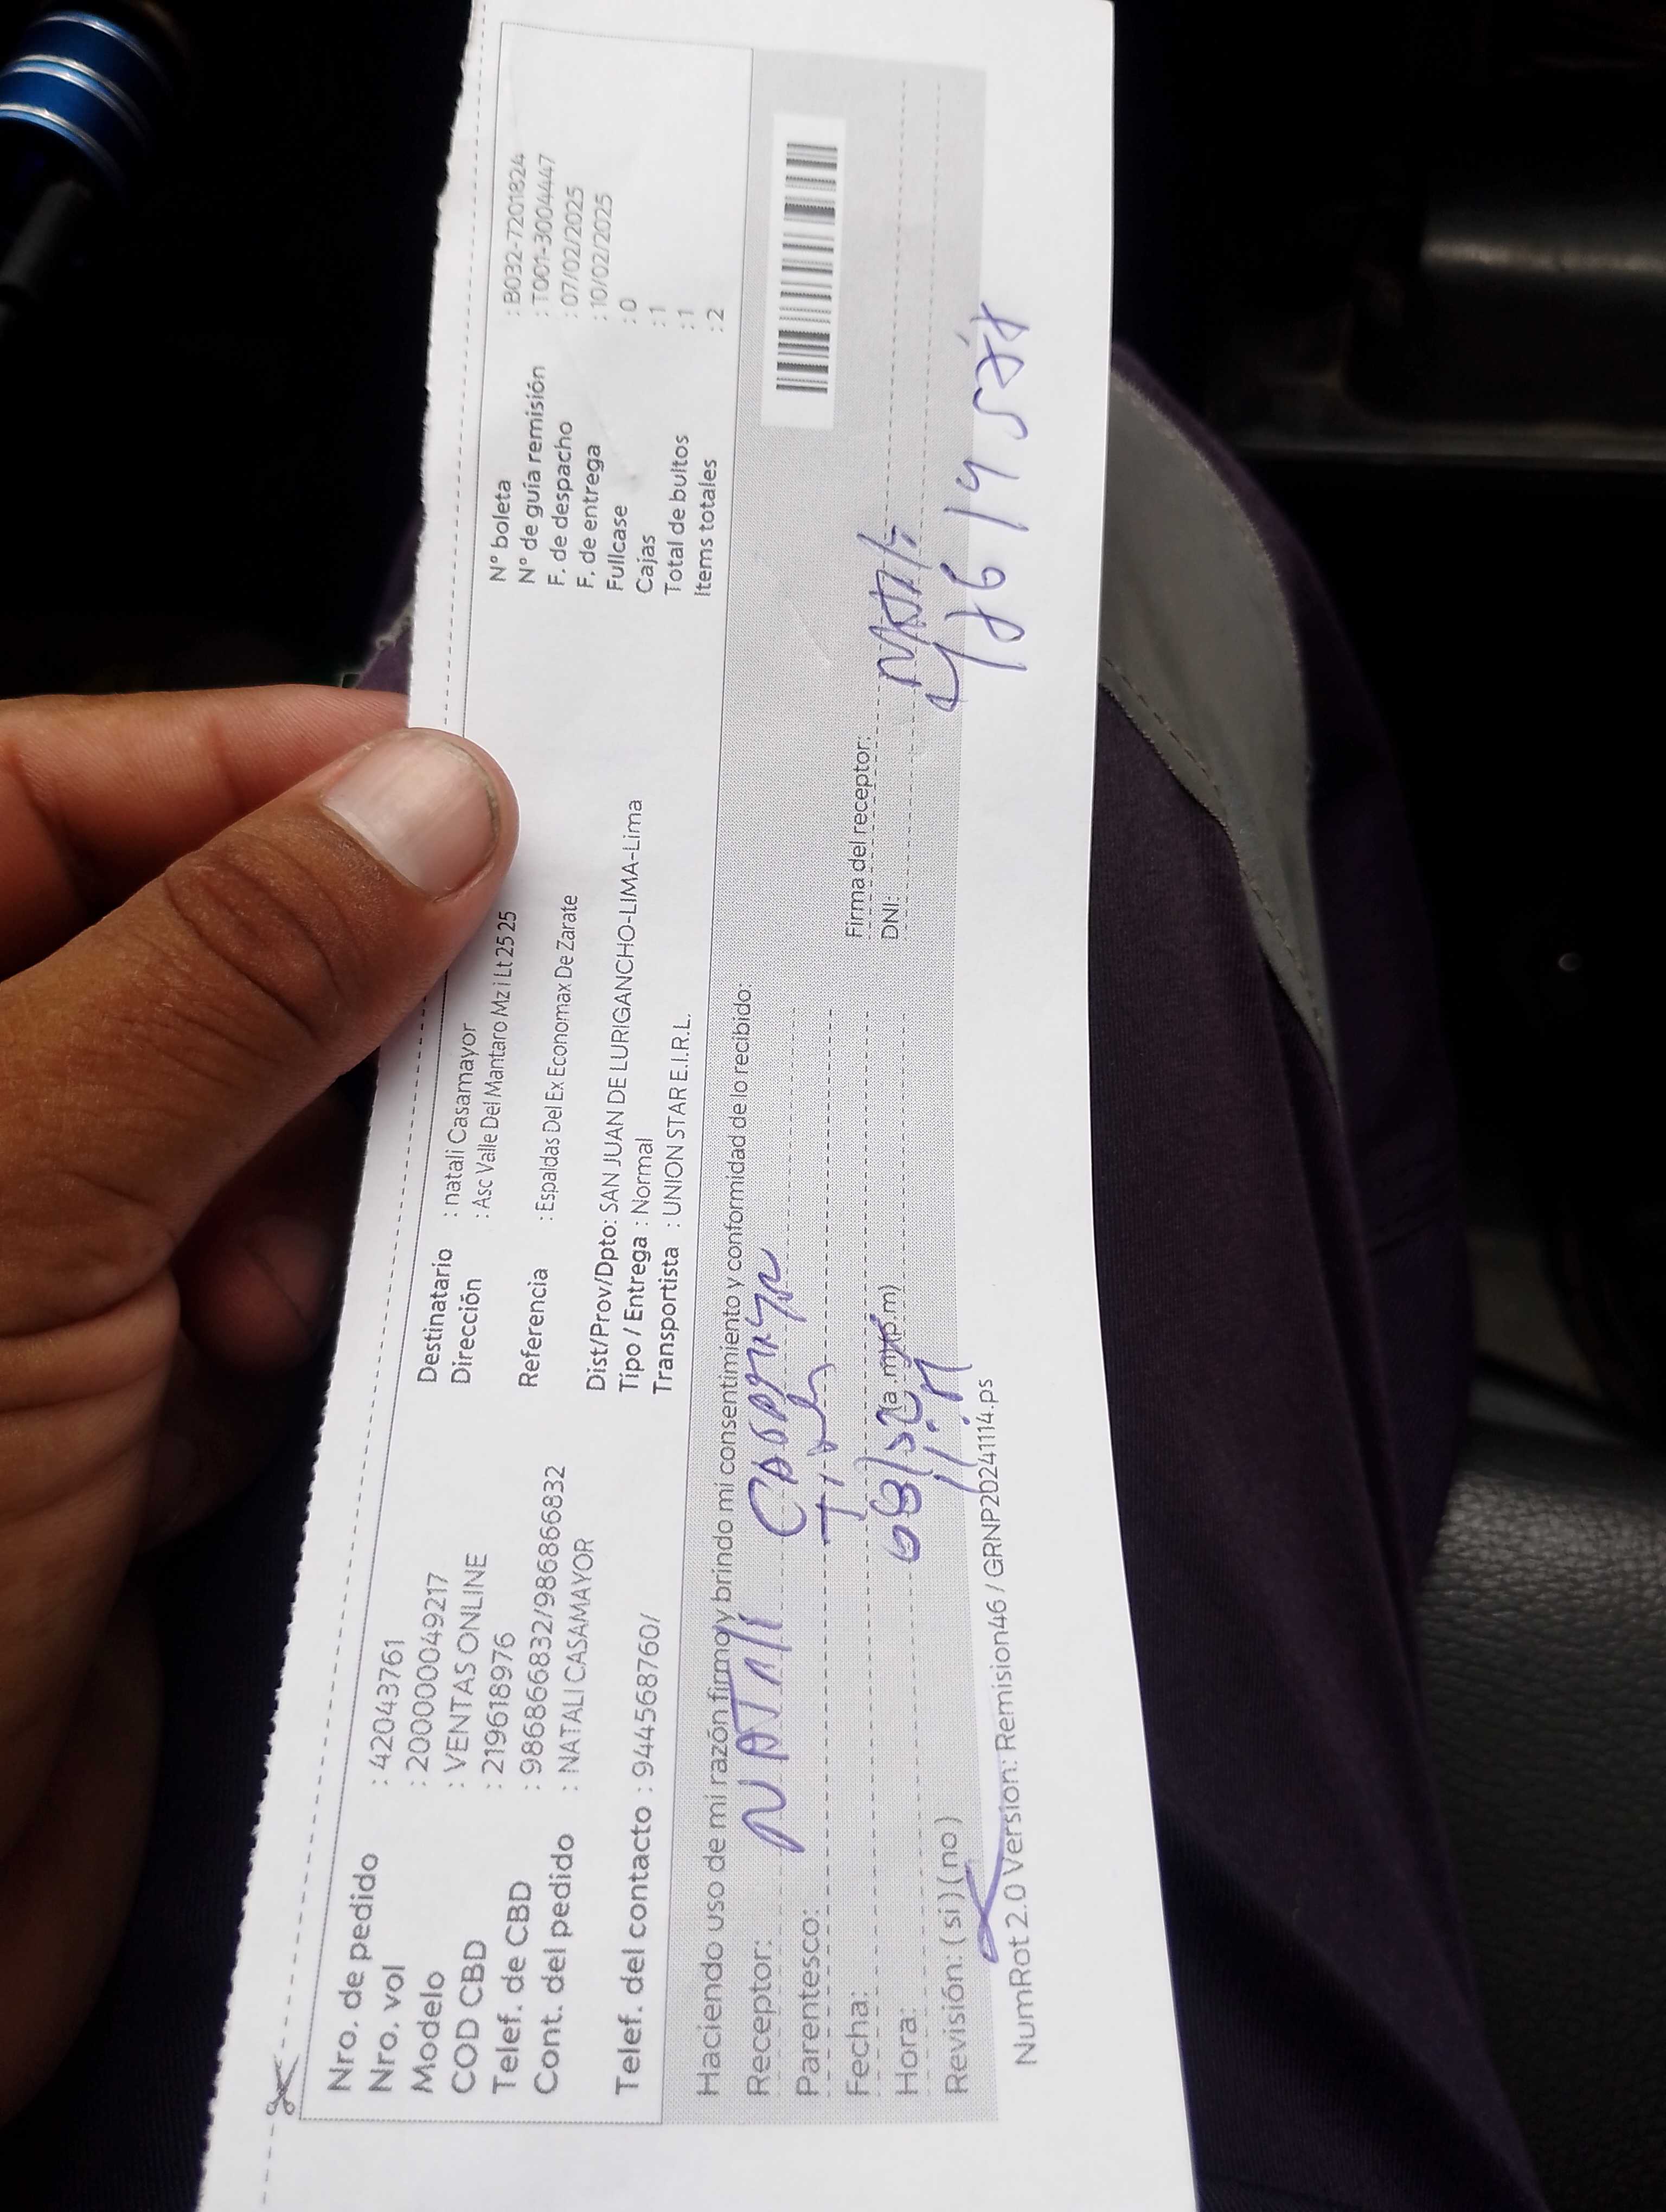 Nro. de pedido : 42043761
Nro. vol : 2000000049217
Modelo : VENTAS ONLINE
COD CBD : 219618976
Telef. de CBD : 986866832/986866832
Cont. del pedido : NATALI CASAMAYOR
Telef. del contacto : 944568760/
Destinatario : natali Casamayor
Dirección : Asc Valle Del Mantaro Mz i Lt 25 25
Referencia : Espaldas Del Ex Economax De Zarate
Dist/Prov/Dpto: SAN JUAN DE LURIGANCHO-LIMA-Lima
Tipo / Entrega : Normal
Transportista : UNION STAR E.I.R.L.
N° boleta : B032-7201824
N° de guía remisión : T001-3004447
F. de despacho : 07/02/2025
F. de entrega : 10/02/2025
Fullcase : 0
Cajas : 1
Total de bultos : 1
Items totales : 2
Haciendo uso de mi razón firmo y brindo mi consentimiento y conformidad de lo recibido:
Receptor: NATALI
Parentesco:
Fecha:
Hora: (a.m/p.m)
Revisión: ( si ) ( no )
Firma del receptor: NATALI
DNI:
NumRot 2.0 Version: Remision46 / GRNP20241114.ps